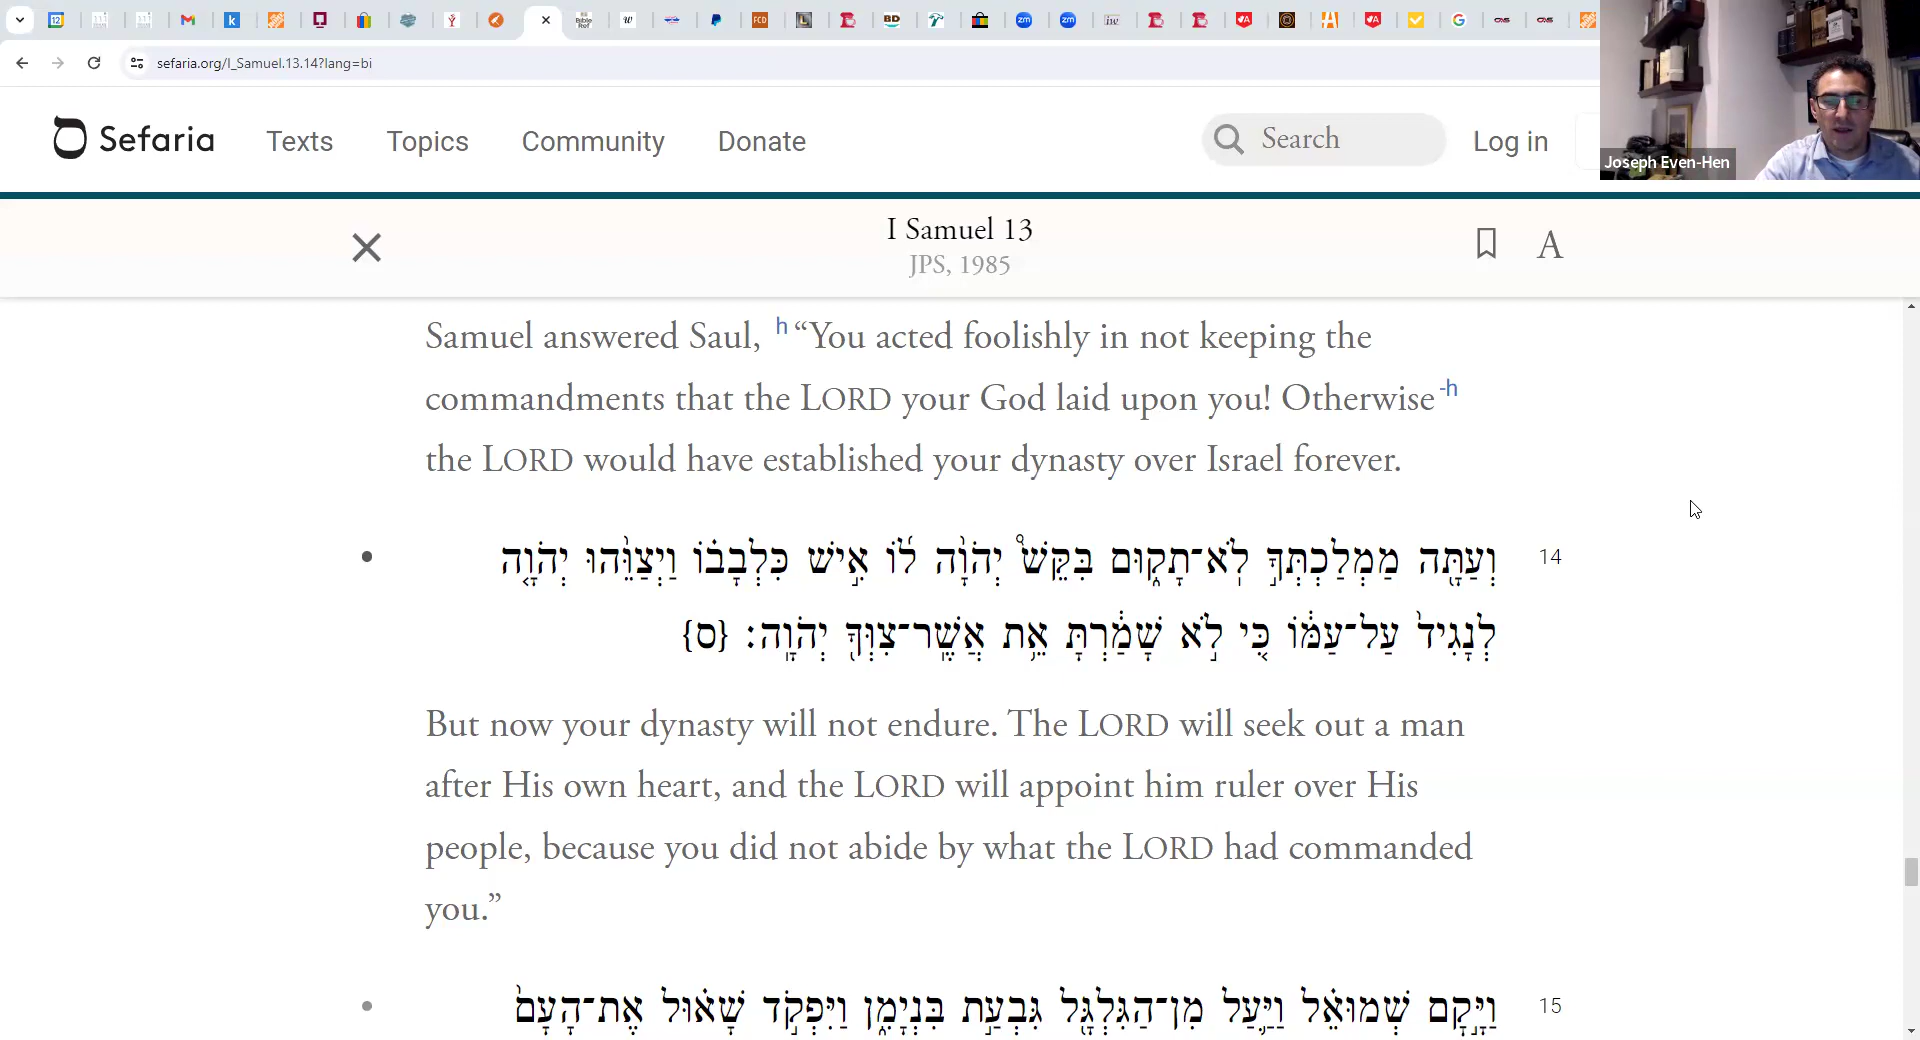 sefaria.org/I_Samuel.13.14?lang=bi
Sefaria Texts Topics Community Donate Search Log in
Joseph Even-Hen
I Samuel 13
JPS, 1985
A
Samuel answered Saul, h “You acted foolishly in not keeping the
commandments that the LORD your God laid upon you! Otherwise -h
the LORD would have established your dynasty over Israel forever.
14
וְעַתָּ֖ה מַמְלַכְתְּךָ֣ לֹא־תָק֑וּם בִּקֵּשׁ֩ יְהֹוָ֨ה ל֜וֹ אִ֣ישׁ כִּלְבָב֗וֹ וַיְצַוֵּ֨הוּ יְהֹוָ֤ה
לְנָגִיד֙ עַל־עַמּ֔וֹ כִּ֚י לֹ֣א שָׁמַ֔רְתָּ אֵ֥ת אֲשֶֽׁר־צִוְּךָ֖ יְהֹוָֽה׃ {ס}
But now your dynasty will not endure. The LORD will seek out a man
after His own heart, and the LORD will appoint him ruler over His
people, because you did not abide by what the LORD had commanded
you.”
15
וַיָּ֣קׇם שְׁמוּאֵ֗ל וַיַּ֛עַל מִן־הַגִּלְגָּ֖ל גִּבְעַ֣ת בִּנְיָמִ֑ן וַיִּפְקֹ֣ד שָׁא֗וּל אֶת־הָעָם֙